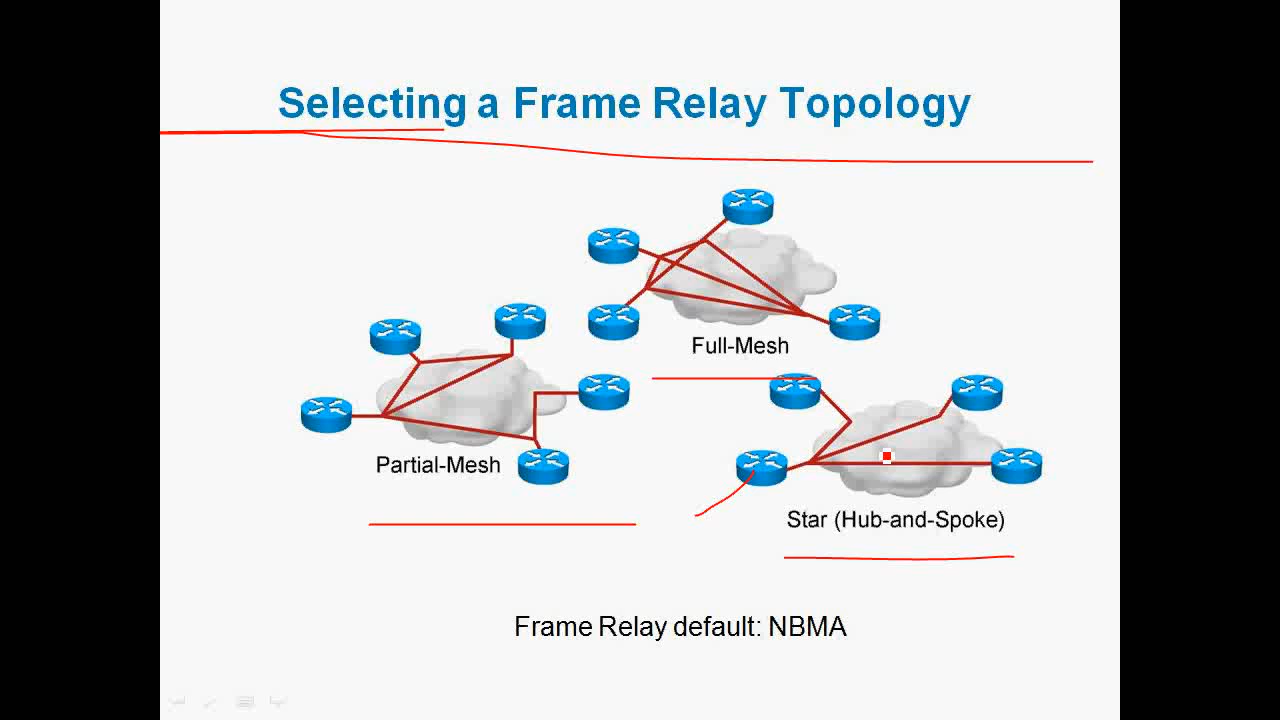 Selecting a Frame Relay Topology
Full-Mesh
Partial-Mesh
Star (Hub-and-Spoke)
Frame Relay default: NBMA